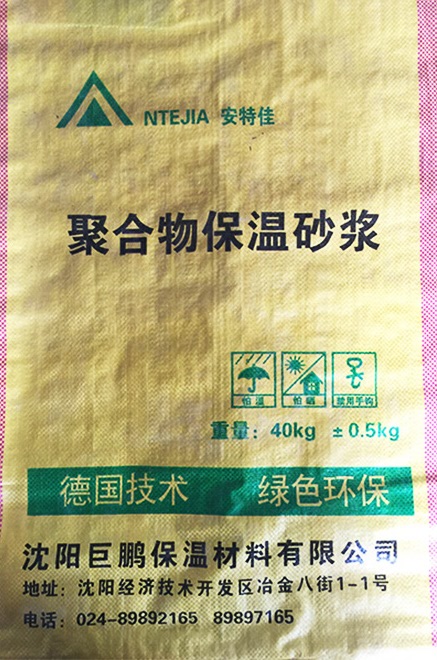 NTEJIA 安特佳
聚合物保温砂浆
怕湿 怕晒 禁用手钩
重量：40kg ±0.5kg
德国技术 绿色环保
沈阳巨鹏保温材料有限公司
地址：沈阳经济技术开发区冶金八街1-1号
电话：024-89892165 89897165